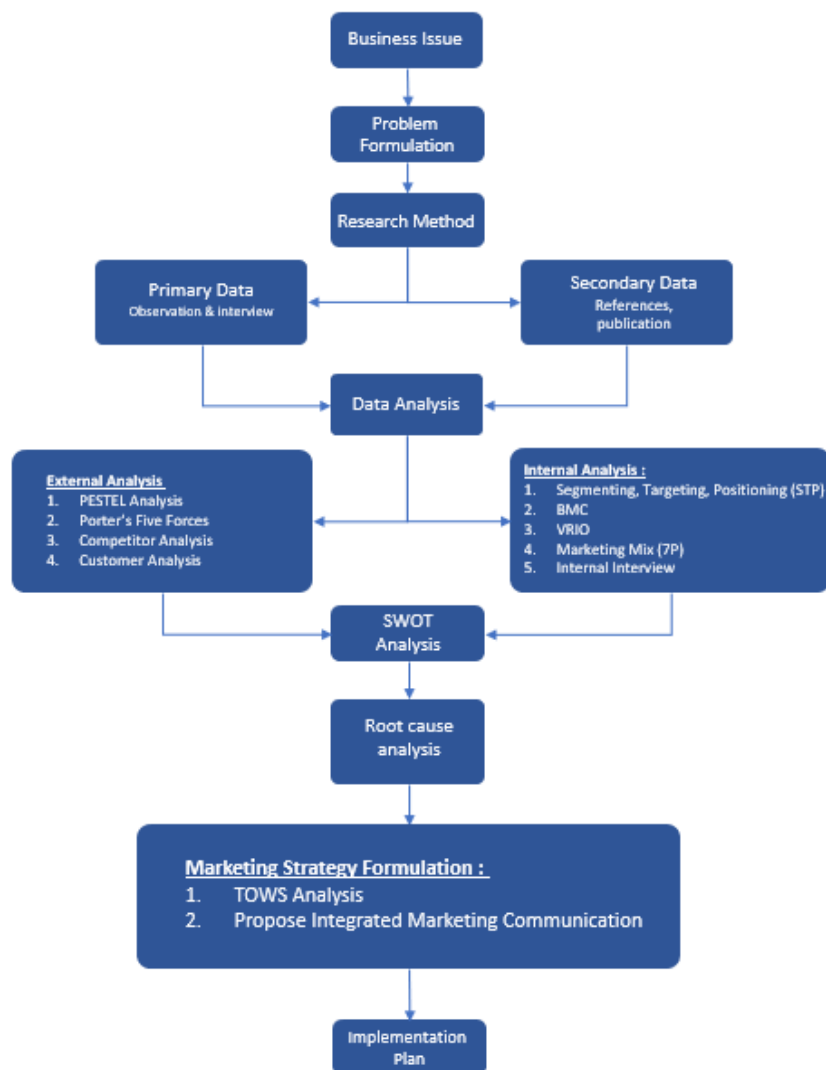 Business Issue
Problem
Formulation
Research Method
Primary Data
Observation & interview
Secondary Data
References,
publication
Data Analysis
External Analysis
1. PESTEL Analysis
2. Porter's Five Forces
3. Competitor Analysis
4. Customer Analysis
Internal Analysis :
1. Segmenting, Targeting, Positioning (STP)
2. BMC
3. VRIO
4. Marketing Mix (7P)
5. Internal Interview
SWOT
Analysis
Root cause
analysis
Marketing Strategy Formulation :
1. TOWS Analysis
2. Propose Integrated Marketing Communication
Implementation
Plan